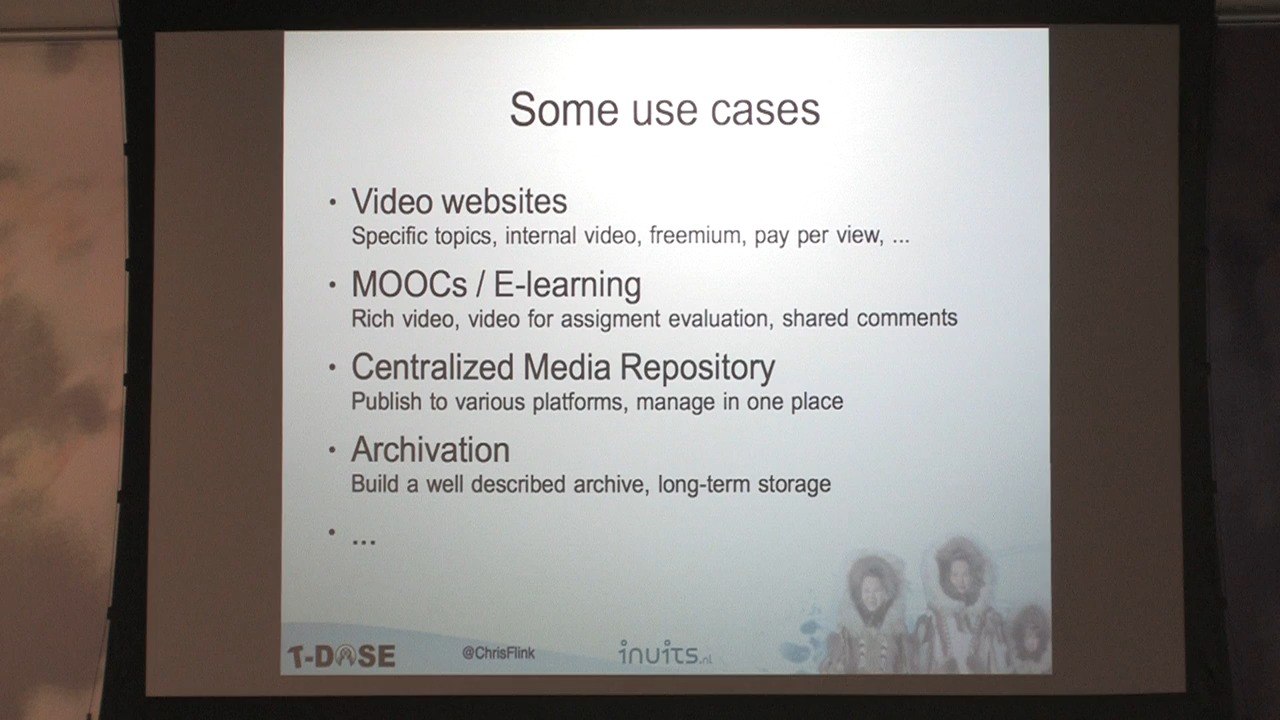 Some use cases
• Video websites
Specific topics, internal video, freemium, pay per view, ...
• MOOCs / E-learning
Rich video, video for assigment evaluation, shared comments
• Centralized Media Repository
Publish to various platforms, manage in one place
• Archivation
Build a well described archive, long-term storage
• ...
T-DOSE @ChrisFlink inuits.nl